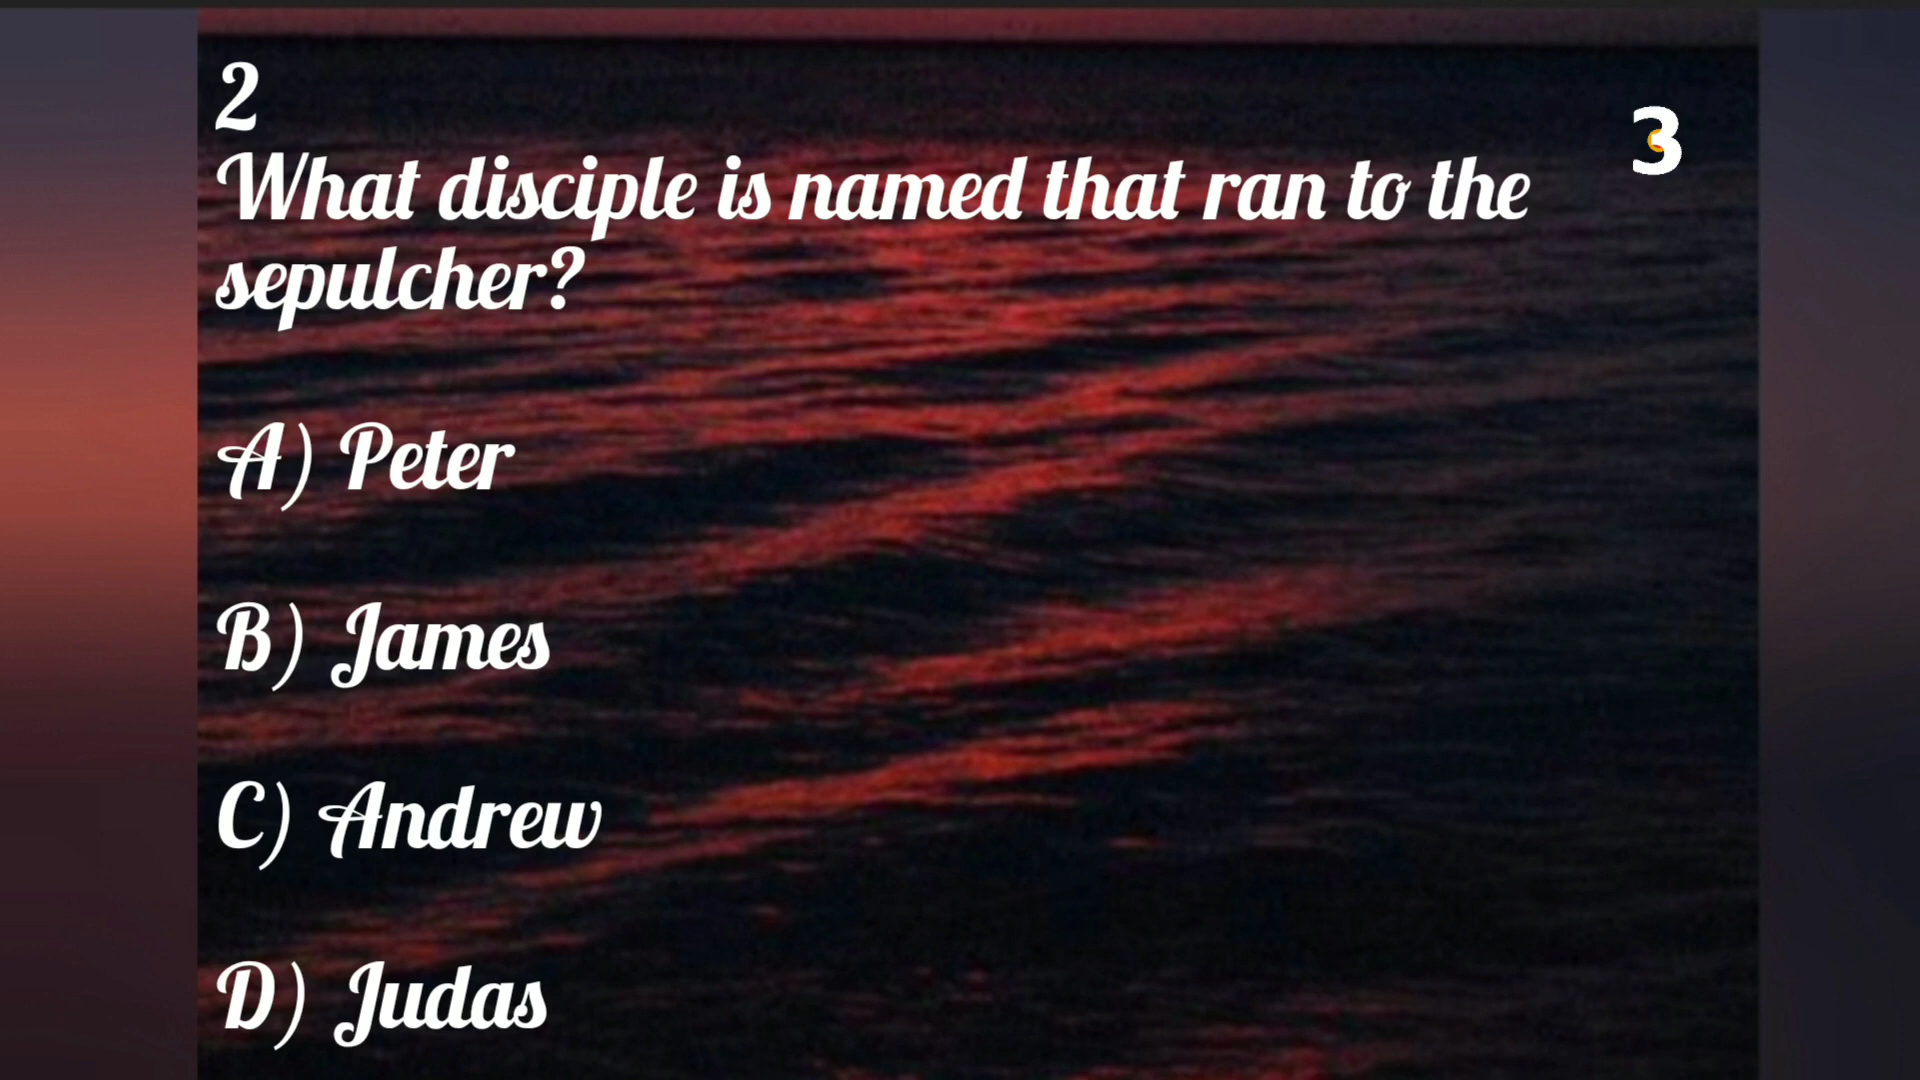 2
3
What disciple is named that ran to the
sepulcher?
A) Peter
B) James
C) Andrew
D) Judas